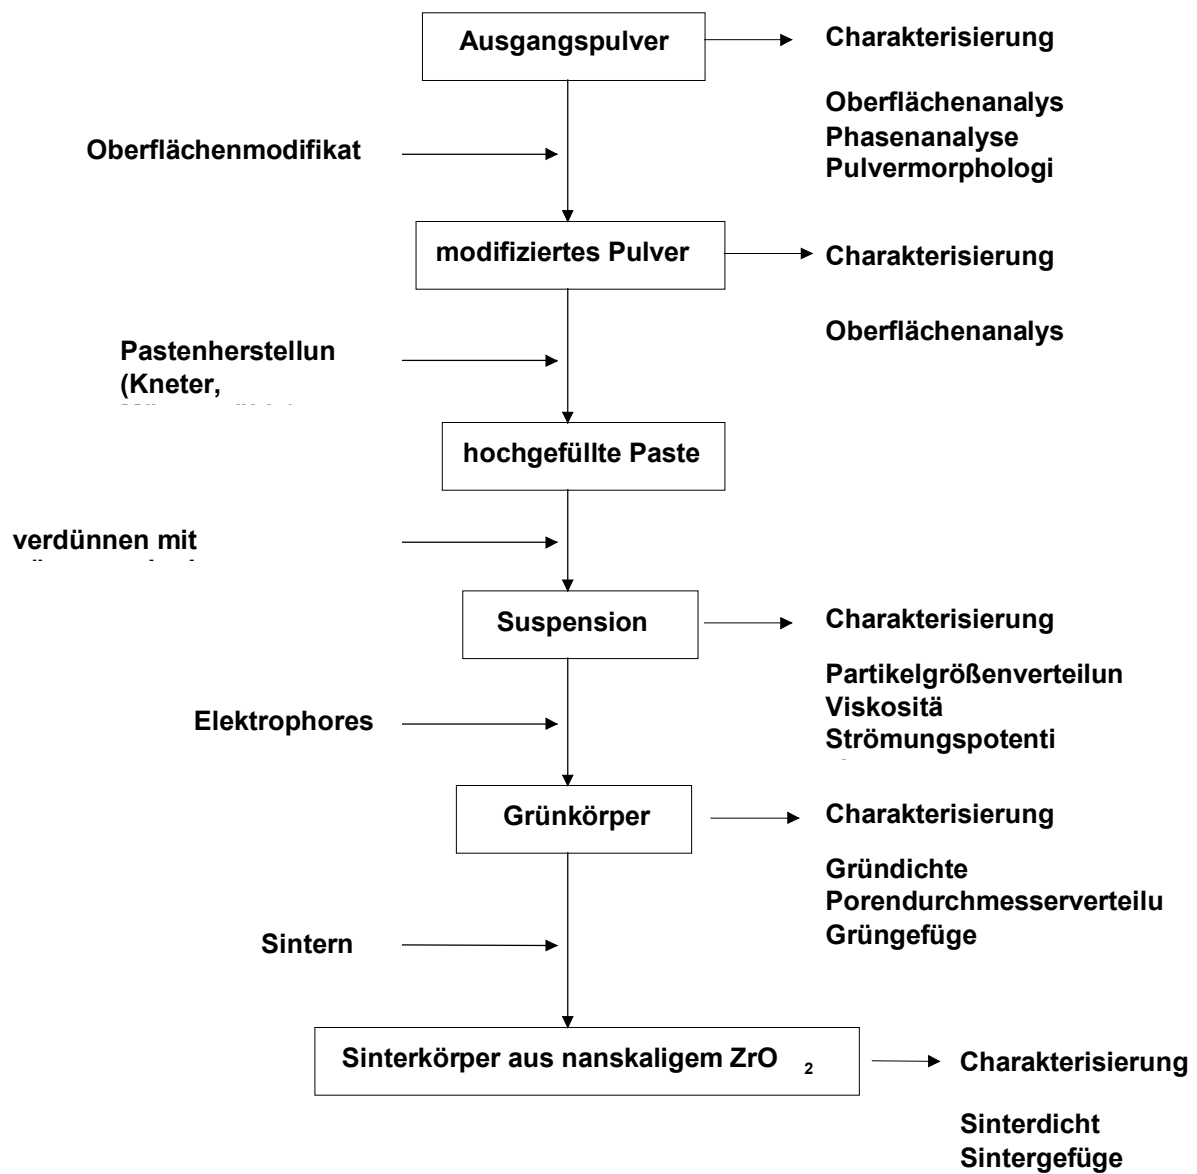 Ausgangspulver
Charakterisierung
Oberflächenanalys
Phasenanalyse
Pulvermorphologi
Oberflächenmodifikat
modifiziertes Pulver
Charakterisierung
Oberflächenanalys
Pastenherstellun
(Kneter,
hochgefüllte Paste
verdünnen mit
Suspension
Charakterisierung
Partikelgrößenverteilun
Viskositä
Strömungspotenti
Elektrophores
Grünkörper
Charakterisierung
Gründichte
Porendurchmesserverteilu
Grüngefüge
Sintern
Sinterkörper aus nanskaligem ZrO 2
Charakterisierung
Sinterdicht
Sintergefüge